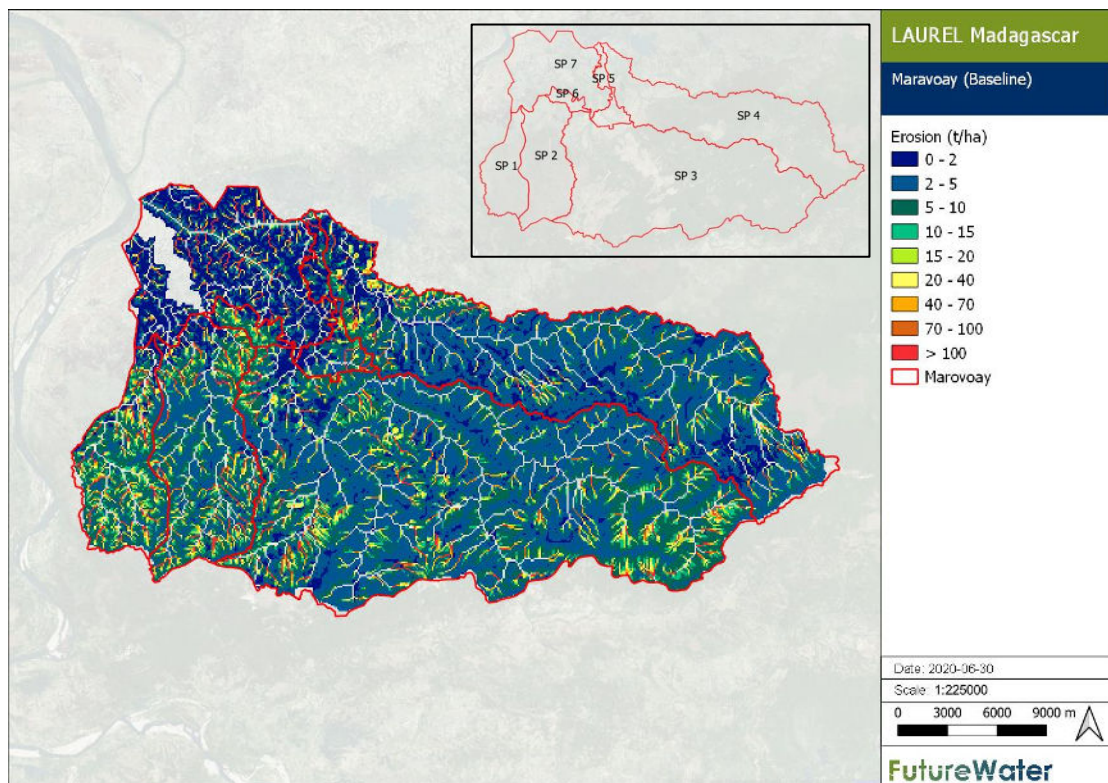 SP 7
SP 5
SP 6
SP 4
SP 1
SP 2
SP 3
LAUREL Madagascar
Maravoay (Baseline)
Erosion (t/ha)
0 - 2
2 - 5
5 - 10
10 - 15
15 - 20
20 - 40
40 - 70
70 - 100
> 100
Marovoay
Date: 2020-06-30
Scale: 1:225000
0 3000 6000 9000 m
FutureWater